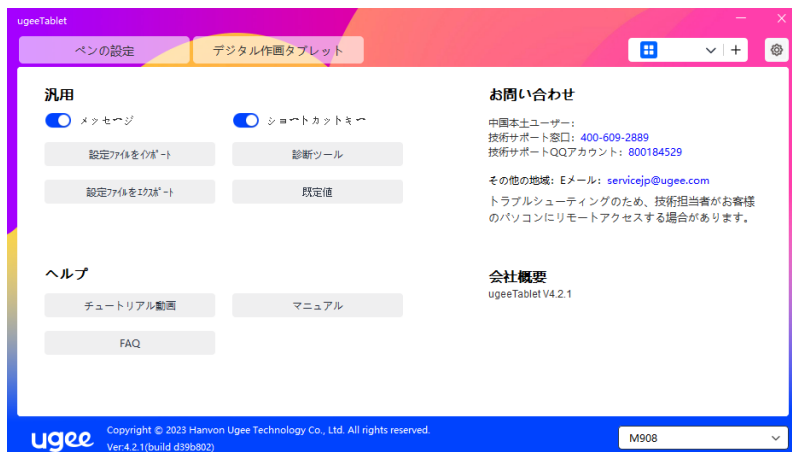 ugeeTablet
ペンの設定
デジタル作画タブレット
汎用
メッセージ
ショートカットキー
設定ファイルをインポート
診断ツール
設定ファイルをエクスポート
既定値
ヘルプ
チュートリアル動画
マニュアル
FAQ
お問い合わせ
中国本土ユーザー：
技術サポート窓口：400-609-2889
技術サポートQQアカウント：800184529
その他の地域：Eメール：servicejp@ugee.com
トラブルシューティングのため、技術担当者がお客様
のパソコンにリモートアクセスする場合があります。
会社概要
ugeeTablet V4.2.1
ugee
Copyright © 2023 Hanvon Ugee Technology Co., Ltd. All rights reserved.
Ver:4.2.1(build d39b802)
M908